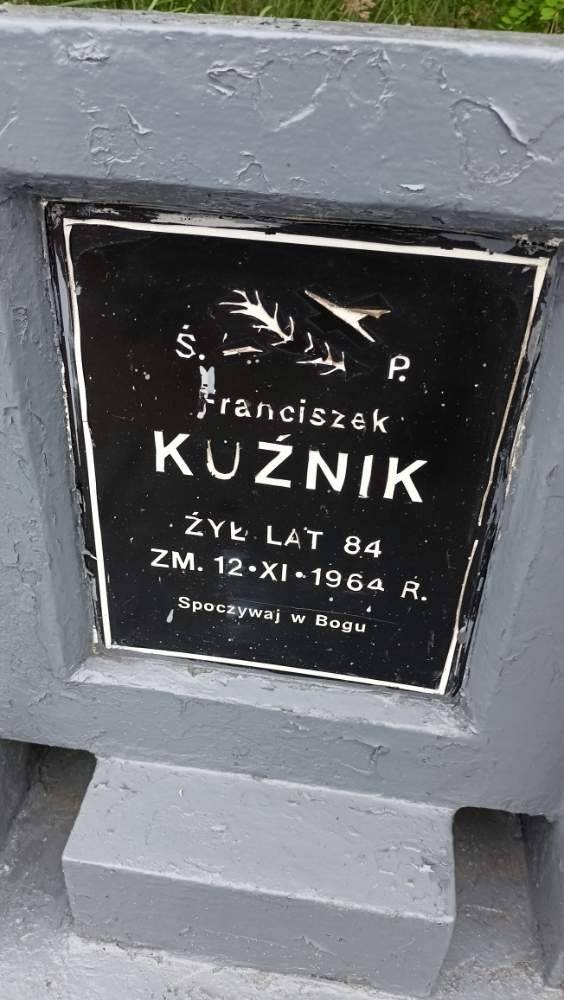 Ś. P.
Franciszek
KUŹNIK
ŻYŁ LAT 84
ZM. 12•XI•1964 R.
Spoczywaj w Bogu